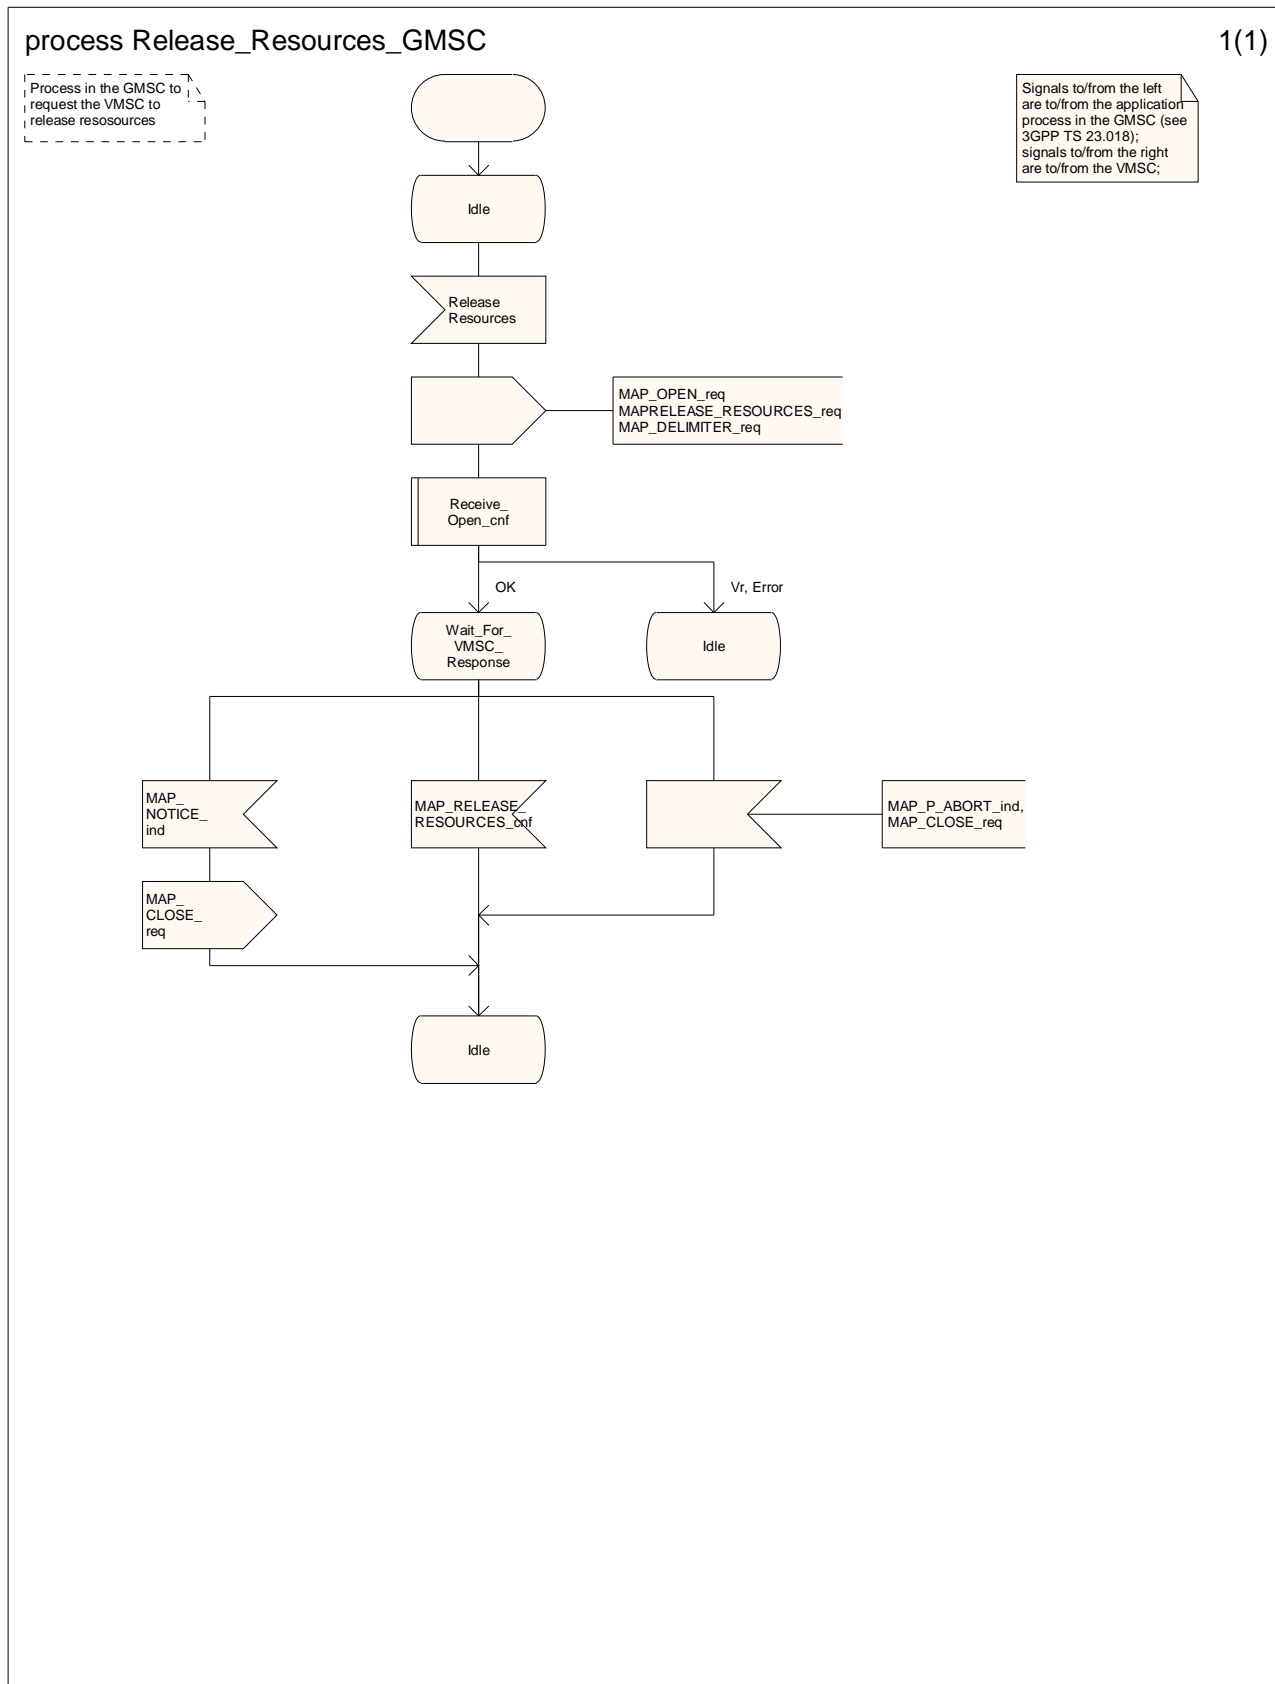 process Release_Resources_GMSC
1(1)
Process in the GMSC to
request the VMSC to
release resosources
Signals to/from the left
are to/from the application
process in the GMSC (see
3GPP TS 23.018);
signals to/from the right
are to/from the VMSC;
Idle
Release
Resources
MAP_OPEN_req
MAPRELEASE_RESOURCES_req
MAP_DELIMITER_req
Receive_
Open_cnf
OK
Vr, Error
Wait_For_
VMSC_
Response
Idle
MAP_
NOTICE_
ind
MAP_RELEASE_
RESOURCES_cnf
MAP_P_ABORT_ind,
MAP_CLOSE_req
MAP_
CLOSE_
req
Idle